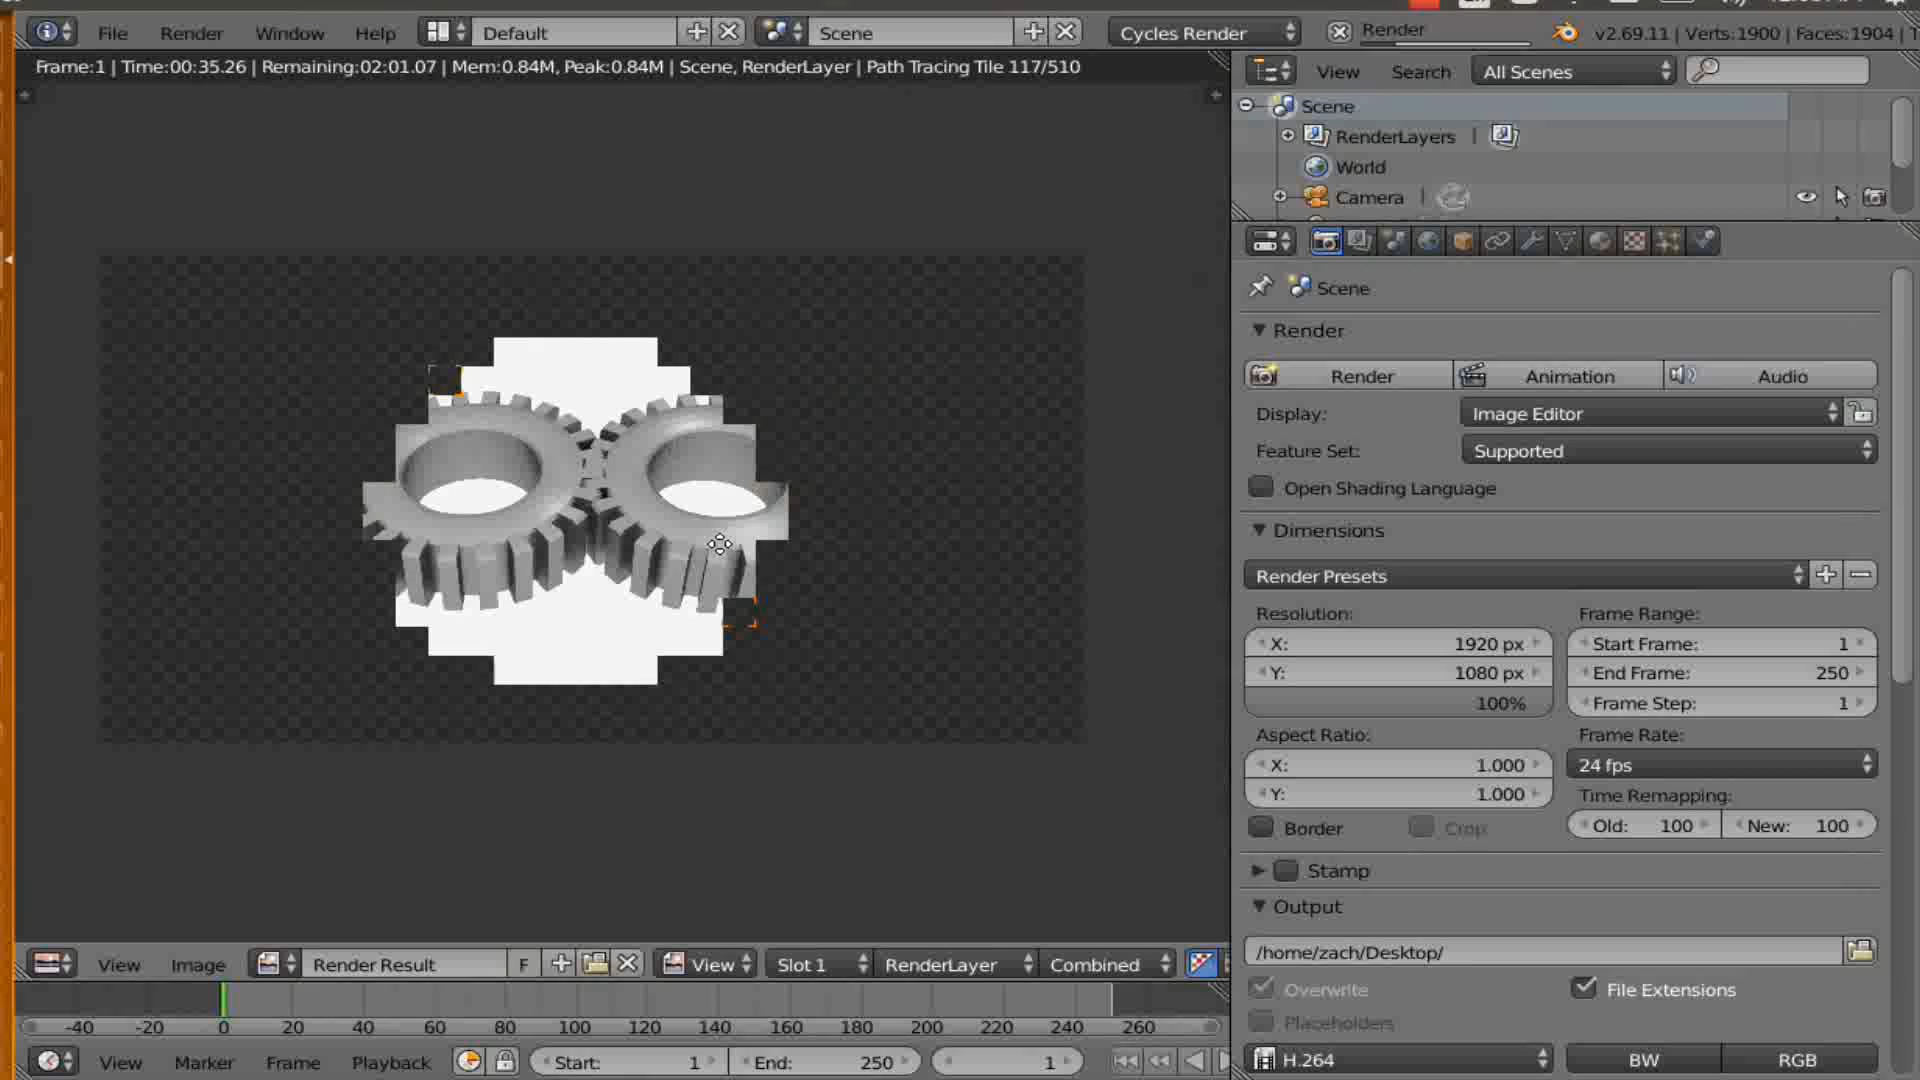 File Render Window Help Default Scene Cycles Render Render v2.69.11 | Verts:1900 | Faces:1904 |
Frame:1 | Time:00:35.26 | Remaining:02:01.07 | Mem:0.84M, Peak:0.84M | Scene, RenderLayer | Path Tracing Tile 117/510
View Search All Scenes
Scene
RenderLayers
World
Camera
Scene
Render
Render Animation Audio
Display: Image Editor
Feature Set: Supported
Open Shading Language
Dimensions
Render Presets
Resolution: Frame Range:
X: 1920 px Start Frame: 1
Y: 1080 px End Frame: 250
100% Frame Step: 1
Aspect Ratio: Frame Rate:
X: 1.000 24 fps
Y: 1.000 Time Remapping:
Border Crop Old: 100 New: 100
Stamp
Output
/home/zach/Desktop/
Overwrite File Extensions
Placeholders
H.264 BW RGB
View Image Render Result F View Slot 1 RenderLayer Combined
-40 -20 0 20 40 60 80 100 120 140 160 180 200 220 240 260
View Marker Frame Playback Start: 1 End: 250 1